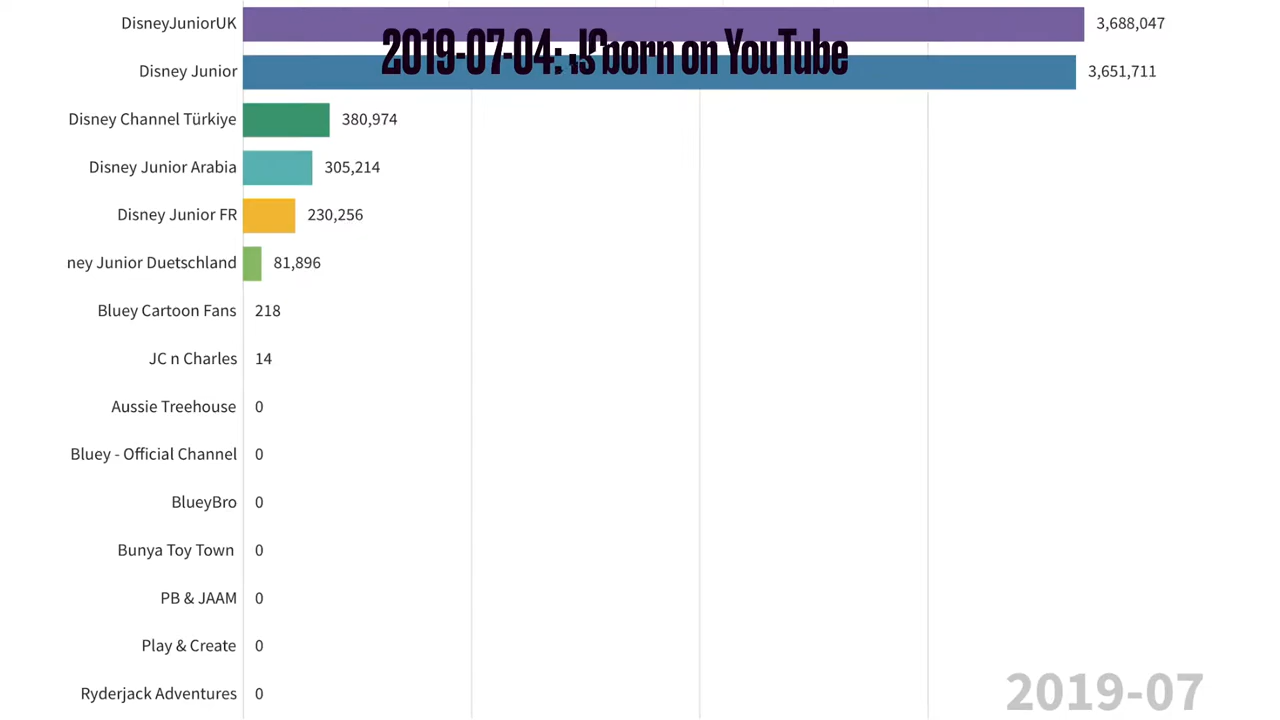 DisneyJuniorUK 3,688,047
2019-07-04: JC born on YouTube
Disney Junior 3,651,711
Disney Channel Türkiye 380,974
Disney Junior Arabia 305,214
Disney Junior FR 230,256
ney Junior Duetschland 81,896
Bluey Cartoon Fans 218
JC n Charles 14
Aussie Treehouse 0
Bluey - Official Channel 0
BlueyBro 0
Bunya Toy Town 0
PB & JAAM 0
Play & Create 0
Ryderjack Adventures 0
2019-07